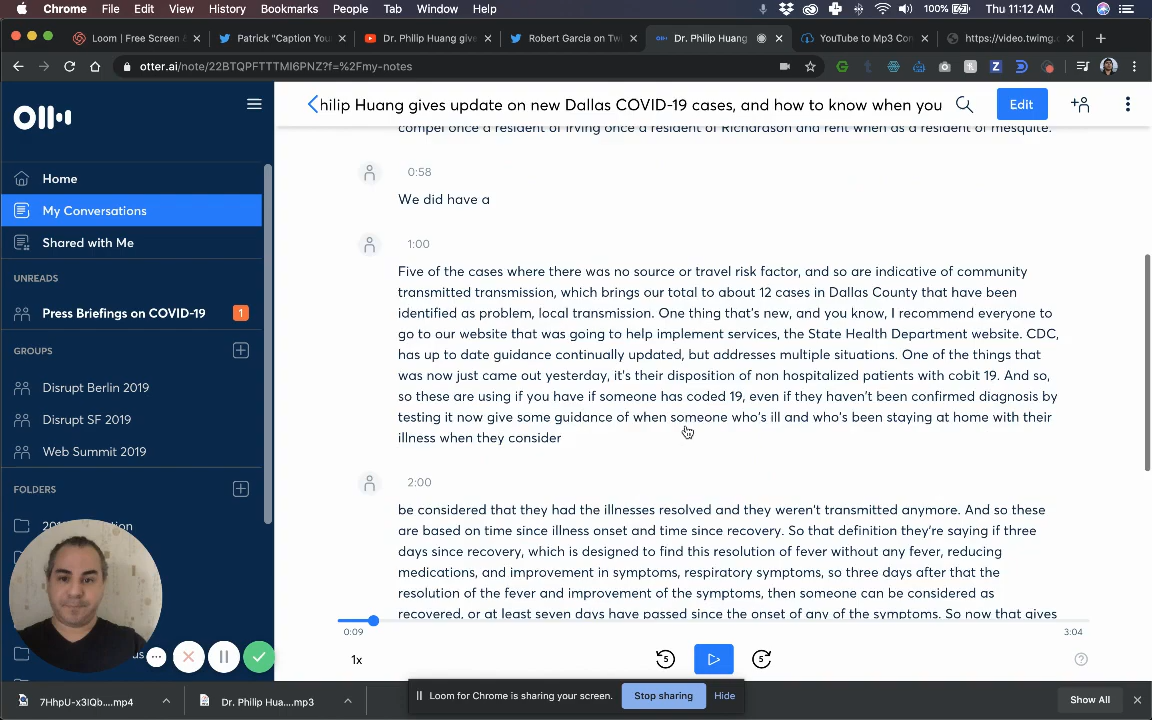 Chrome File Edit View History Bookmarks People Tab Window Help 100% Thu 11:12 AM
Loom | Free Screen &
Patrick "Caption You
Dr. Philip Huang giv
Robert Garcia on Tw
Dr. Philip Huang
YouTube to Mp3 Con
https://video.twimg.c
otter.ai/note/22BTQPFTTTMI6PNZ?f=%2Fmy-notes
hilip Huang gives update on new Dallas COVID-19 cases, and how to know when you
Edit
Home
My Conversations
Shared with Me
UNREADS
Press Briefings on COVID-19 1
GROUPS
Disrupt Berlin 2019
Disrupt SF 2019
Web Summit 2019
FOLDERS
compel once a resident of Irving once a resident of Richardson and rent when as a resident of mesquite.
0:58
We did have a
1:00
Five of the cases where there was no source or travel risk factor, and so are indicative of community
transmitted transmission, which brings our total to about 12 cases in Dallas County that have been
identified as problem, local transmission. One thing that's new, and you know, I recommend everyone to
go to our website that was going to help implement services, the State Health Department website. CDC,
has up to date guidance continually updated, but addresses multiple situations. One of the things that
was now just came out yesterday, it's their disposition of non hospitalized patients with cobit 19. And so,
so these are using if you have if someone has coded 19, even if they haven't been confirmed diagnosis by
testing it now give some guidance of when someone who's ill and who's been staying at home with their
illness when they consider
2:00
be considered that they had the illnesses resolved and they weren't transmitted anymore. And so these
are based on time since illness onset and time since recovery. So that definition they're saying if three
days since recovery, which is designed to find this resolution of fever without any fever, reducing
medications, and improvement in symptoms, respiratory symptoms, so three days after that the
resolution of the fever and improvement of the symptoms, then someone can be considered as
recovered, or at least seven days have passed since the onset of any of the symptoms. So now that gives
0:09
3:04
1x
5
5
Loom for Chrome is sharing your screen.
Stop sharing
Hide
7HhpU-x3IQb....mp4
Dr. Philip Hua....mp3
Show All